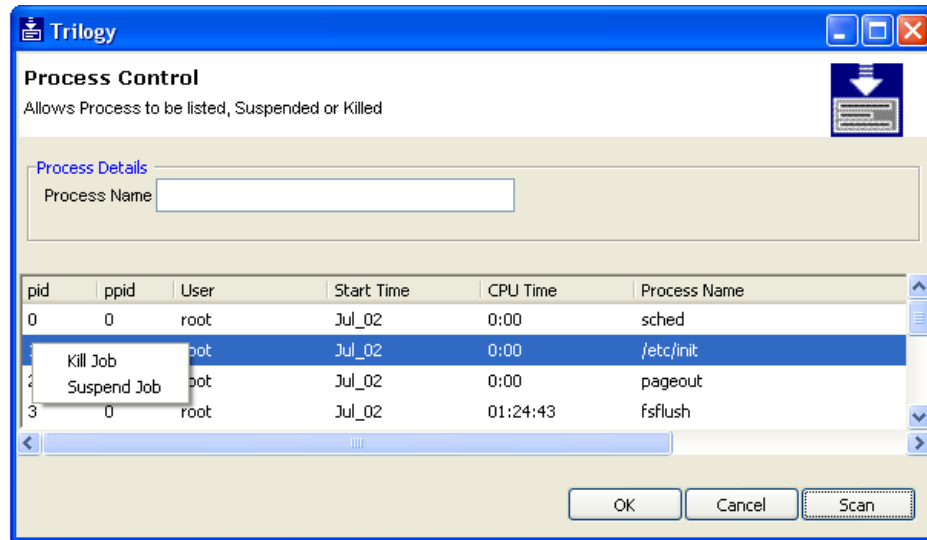 Trilogy
Process Control
Allows Process to be listed, Suspended or Killed
Process Details
Process Name
pid ppid User Start Time CPU Time Process Name
0 0 root Jul_02 0:00 sched
Jul_02 0:00 /etc/init
Kill Job
Suspend Job
Jul_02 0:00 pageout
3 0 root Jul_02 01:24:43 fsflush
OK Cancel Scan